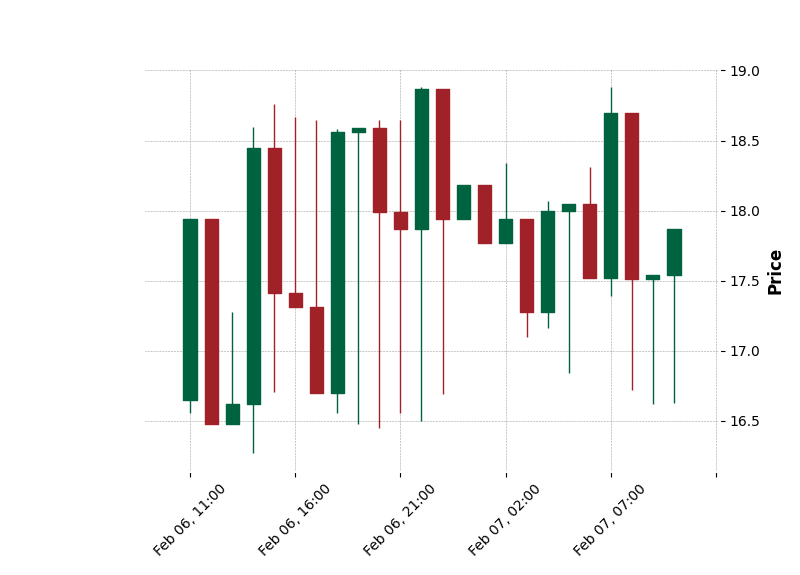 19.0
18.5
18.0
17.5
17.0
16.5
Price
Feb 06, 11:00
Feb 06, 16:00
Feb 06, 21:00
Feb 07, 02:00
Feb 07, 07:00